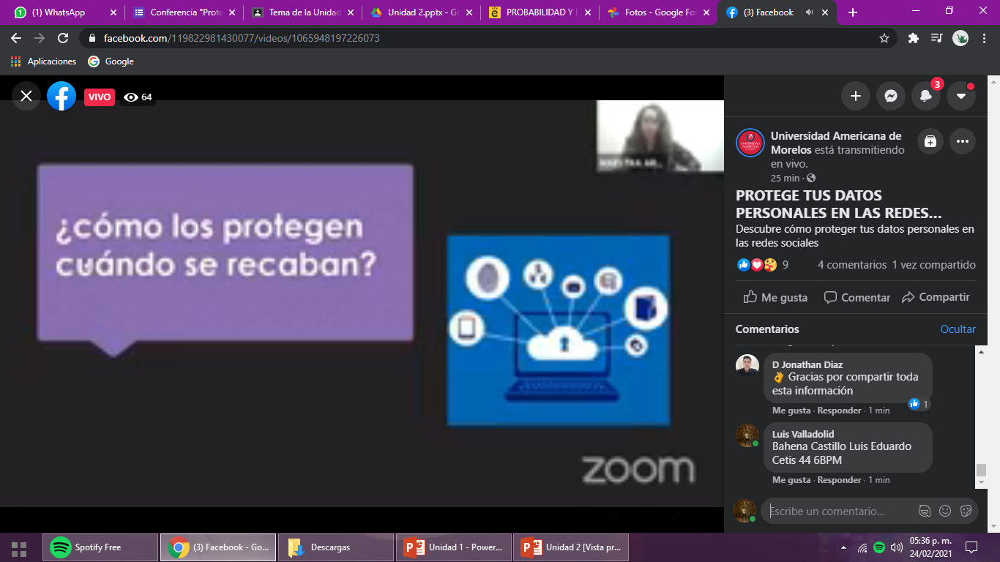 (1) WhatsApp
Conferencia "Prote
Tema de la Unidad
Unidad 2.pptx - Go
PROBABILIDAD Y E
Fotos - Google Fo
(3) Facebook
facebook.com/119822981430077/videos/1065948197226073
Aplicaciones
Google
VIVO
64
¿cómo los protegen
cuándo se recaban?
zoom
3
Universidad Americana de
Morelos está transmitiendo
en vivo.
25 min ·
PROTEGE TUS DATOS
PERSONALES EN LAS REDES...
Descubre cómo proteger tus datos personales en
las redes sociales
9
4 comentarios 1 vez compartido
Me gusta
Comentar
Compartir
Comentarios
Ocultar
D Jonathan Diaz
👌 Gracias por compartir toda
esta información
1
Me gusta · Responder · 1 min
Luis Valladolid
Bahena Castillo Luis Eduardo
Cetis 44 6BPM
Me gusta · Responder · 1 min
Escribe un comentario...
Spotify Free
(3) Facebook - Go...
Descargas
Unidad 1 - Power...
Unidad 2 [Vista pr...
05:36 p. m.
24/02/2021